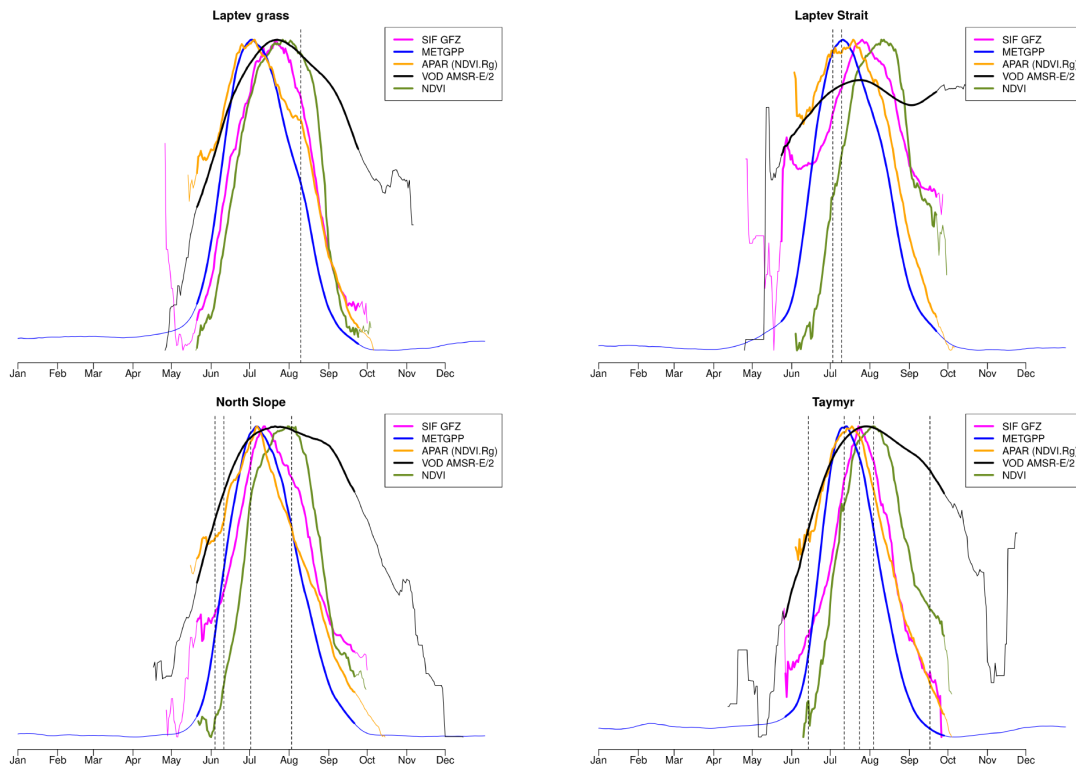 Laptev grass
SIF GFZ
METGPP
APAR (NDVI.Rg)
VOD AMSR-E/2
NDVI
Jan Feb Mar Apr May Jun Jul Aug Sep Oct Nov Dec
Laptev Strait
SIF GFZ
METGPP
APAR (NDVI.Rg)
VOD AMSR-E/2
NDVI
Jan Feb Mar Apr May Jun Jul Aug Sep Oct Nov Dec
North Slope
SIF GFZ
METGPP
APAR (NDVI.Rg)
VOD AMSR-E/2
NDVI
Jan Feb Mar Apr May Jun Jul Aug Sep Oct Nov Dec
Taymyr
SIF GFZ
METGPP
APAR (NDVI.Rg)
VOD AMSR-E/2
NDVI
Jan Feb Mar Apr May Jun Jul Aug Sep Oct Nov Dec